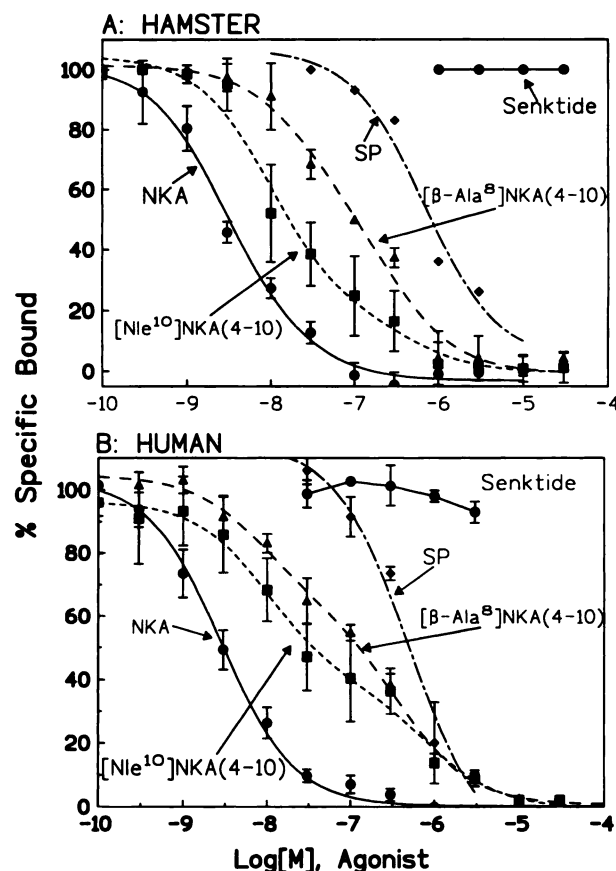 A: HAMSTER
100
80
60
40
20
0
Senktide
SP
NKA
[β-Ala⁸]NKA(4-10)
[Nle¹⁰]NKA(4-10)
-10 -9 -8 -7 -6 -5 -4
% Specific Bound
B: HUMAN
100
80
60
40
20
0
Senktide
SP
NKA
[β-Ala⁸]NKA(4-10)
[Nle¹⁰]NKA(4-10)
-10 -9 -8 -7 -6 -5 -4
Log[M], Agonist